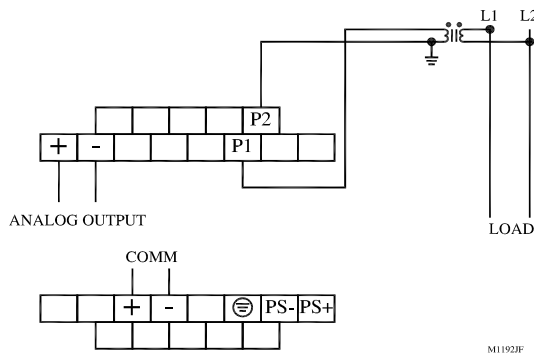 L1 L2
P2
+ - P1
ANALOG OUTPUT
LOAD
COMM
+ - PS- PS+
M1192JF